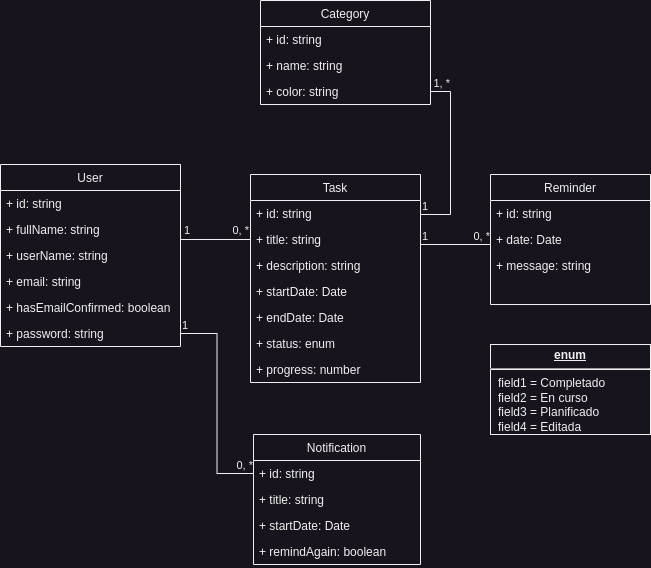 Category
+ id: string
+ name: string
+ color: string
1, *
User
+ id: string
+ fullName: string
+ userName: string
+ email: string
+ hasEmailConfirmed: boolean
+ password: string
1
0, *
1
Task
+ id: string
+ title: string
+ description: string
+ startDate: Date
+ endDate: Date
+ status: enum
+ progress: number
1
1
0, *
Reminder
+ id: string
+ date: Date
+ message: string
enum
field1 = Completado
field2 = En curso
field3 = Planificado
field4 = Editada
0, *
Notification
+ id: string
+ title: string
+ startDate: Date
+ remindAgain: boolean